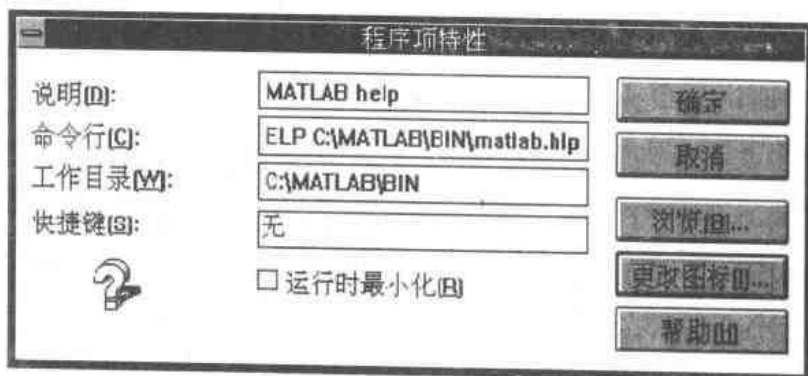 程序项特性
说明(D): MATLAB help
命令行(C): ELP C:\MATLAB\BIN\matlab.hlp
工作目录(W): C:\MATLAB\BIN
快捷键(S): 无
运行时最小化(R)
确定
取消
浏览(B)...
更改图标(I)...
帮助(H)